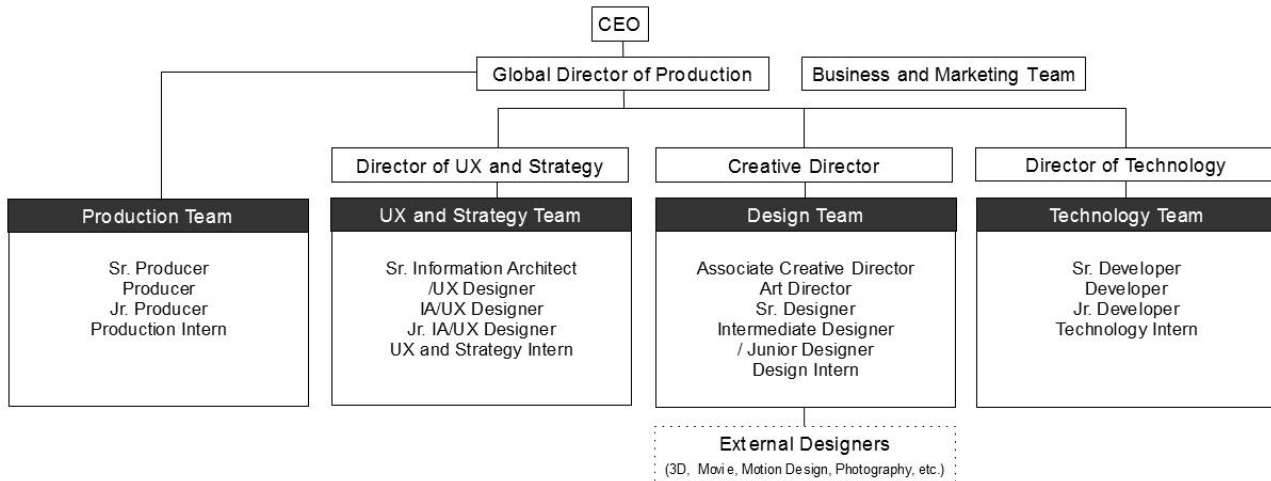 CEO
Global Director of Production
Business and Marketing Team
Director of UX and Strategy
Creative Director
Director of Technology
Production Team
Sr. Producer
Producer
Jr. Producer
Production Intern
UX and Strategy Team
Sr. Information Architect
/UX Designer
IA/UX Designer
Jr. IA/UX Designer
UX and Strategy Intern
Design Team
Associate Creative Director
Art Director
Sr. Designer
Intermediate Designer
/ Junior Designer
Design Intern
Technology Team
Sr. Developer
Developer
Jr. Developer
Technology Intern
External Designers
(3D, Movie, Motion Design, Photography, etc.)